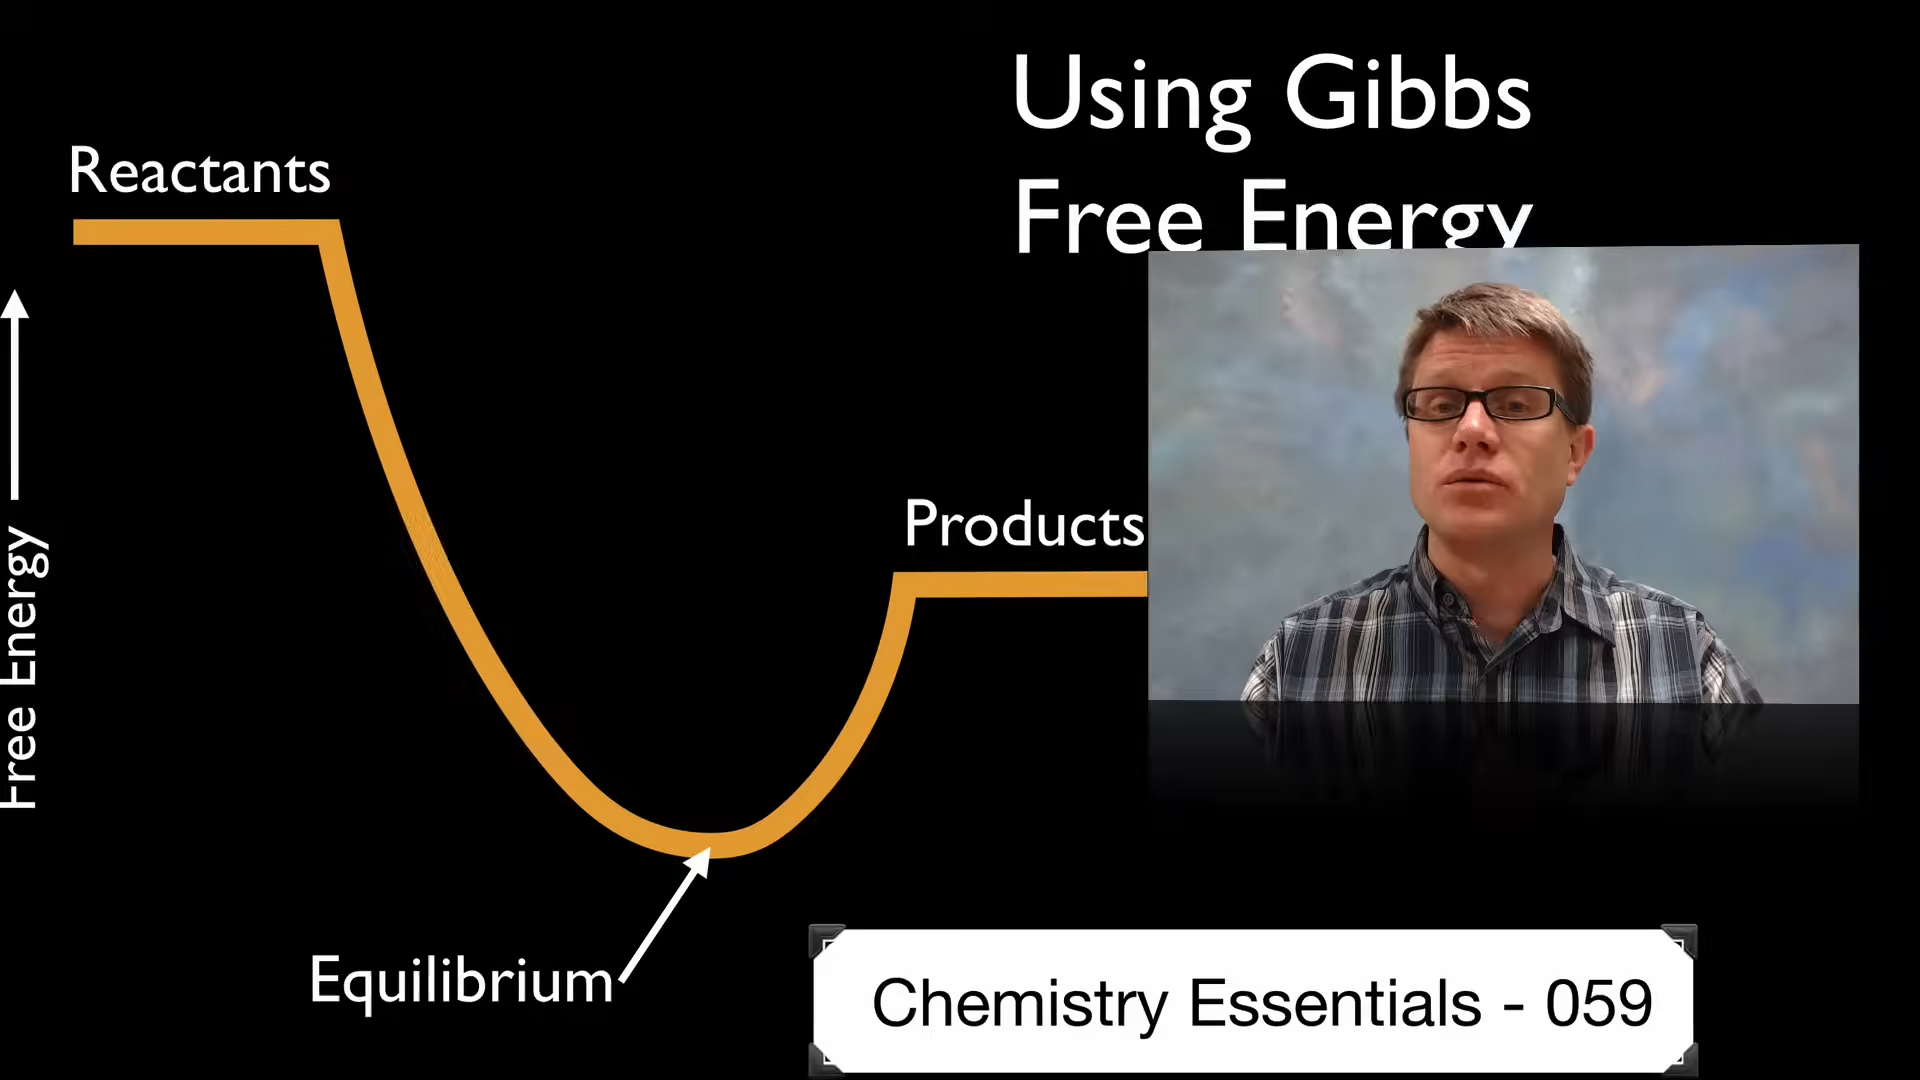 Using Gibbs
Free Energy
Reactants
Free Energy
Products
Equilibrium
Chemistry Essentials - 059